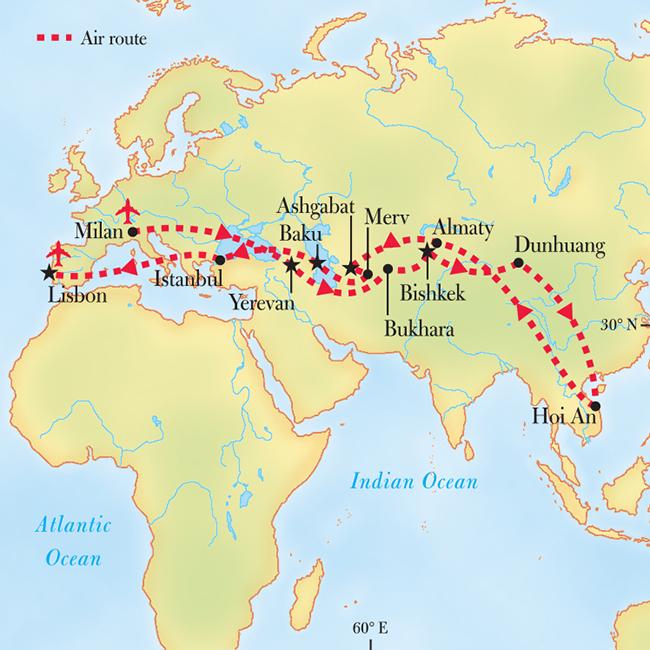 Air route
Ashgabat
Merv
Milan
Baku
Almaty
Dunhuang
Istanbul
Lisbon
Yerevan
Bishkek
Bukhara
30° N
Hoi An
Indian Ocean
Atlantic
Ocean
60° E